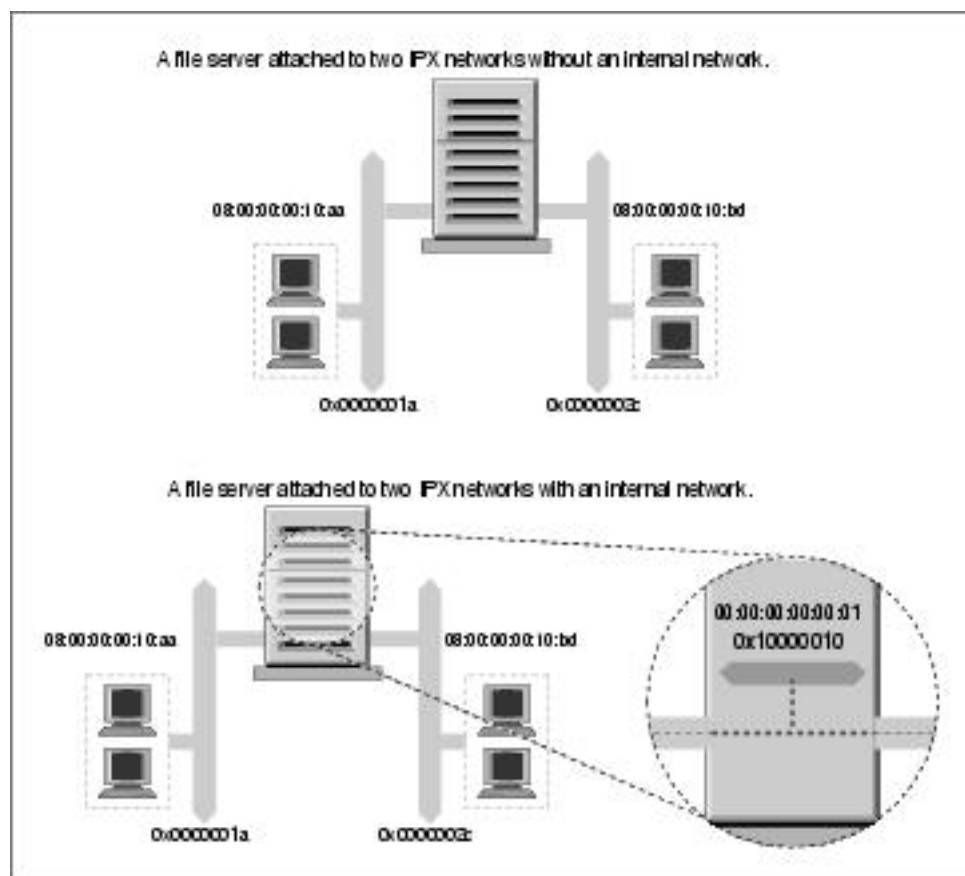 A file server attached to two IPX networks without an internal network.
08:00:00:00:10:aa
08:00:00:00:10:bd
0x0000001a
0x0000003c
A file server attached to two IPX networks with an internal network.
08:00:00:00:10:aa
08:00:00:00:10:bd
00:00:00:00:00:01
0x10000010
0x0000001a
0x0000003c